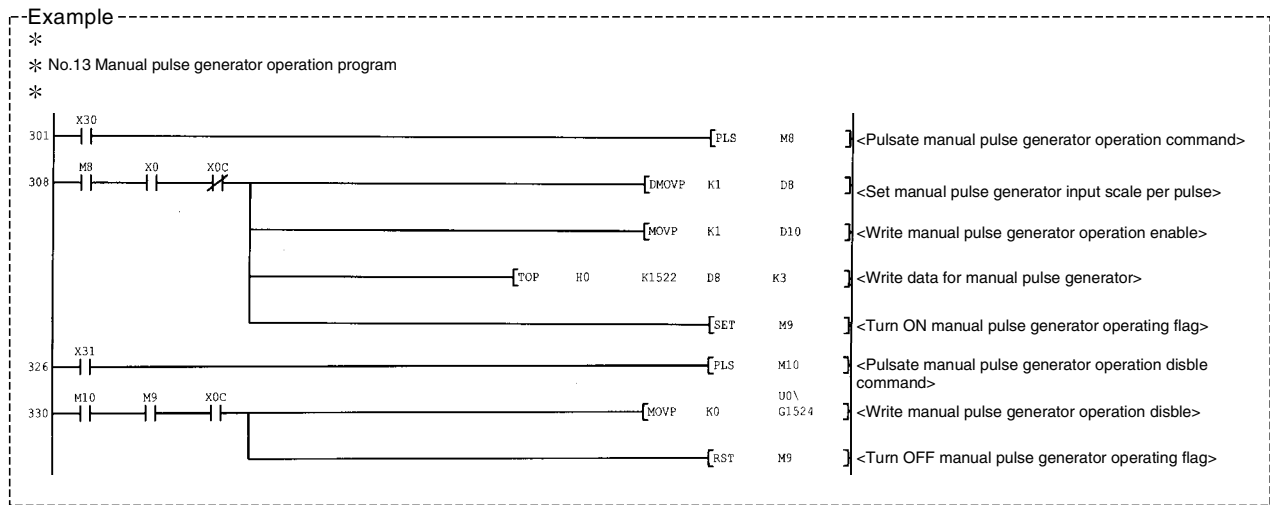 Example
*
* No.13 Manual pulse generator operation program
*
X30
301 [PLS M8 ] <Pulsate manual pulse generator operation command>
M8 X0 X0C
308 [DMOVP K1 D8 ] <Set manual pulse generator input scale per pulse>
[MOVP K1 D10 ] <Write manual pulse generator operation enable>
[TOP H0 K1522 D8 K3 ] <Write data for manual pulse generator>
[SET M9 ] <Turn ON manual pulse generator operating flag>
X31
326 [PLS M10 ] <Pulsate manual pulse generator operation disble
command>
M10 M9 X0C U0\
330 [MOVP K0 G1524 ] <Write manual pulse generator operation disble>
[RST M9 ] <Turn OFF manual pulse generator operating flag>